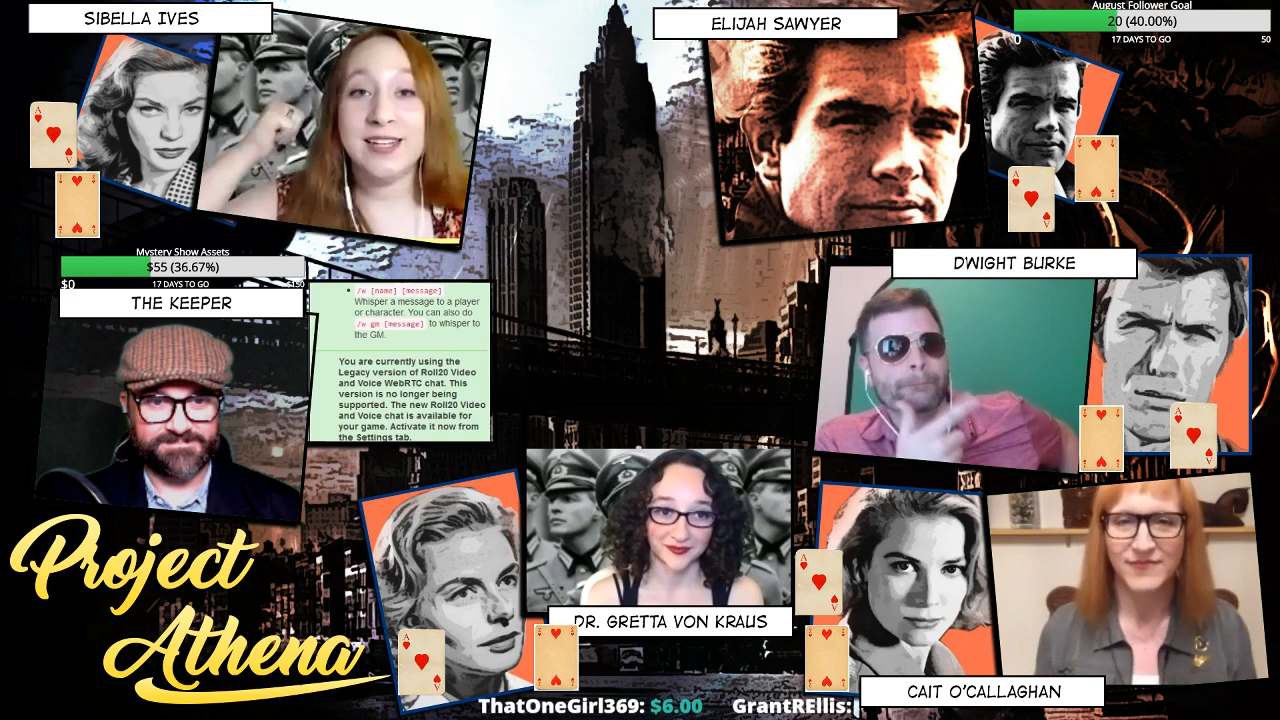 SIBELLA IVES
ELIJAH SAWYER
August Follower Goal
20 (40.00%)
0
17 DAYS TO GO
50
Mystery Show Assets
$55 (36.67%)
$0
17 DAYS TO GO
$150
THE KEEPER
DWIGHT BURKE
/w [name] [message]
Whisper a message to a player
or character. You can also do
/w gm [message] to whisper to
the GM.
You are currently using the
Legacy version of Roll20 Video
and Voice WebRTC chat. This
version is no longer being
supported. The new Roll20 Video
and Voice chat is available for
your game. Activate it now from
the Settings tab.
Project
Athena
DR. GRETTA VON KRAUS
CAIT O'CALLAGHAN
ThatOneGirl369: $6.00
GrantREllis: